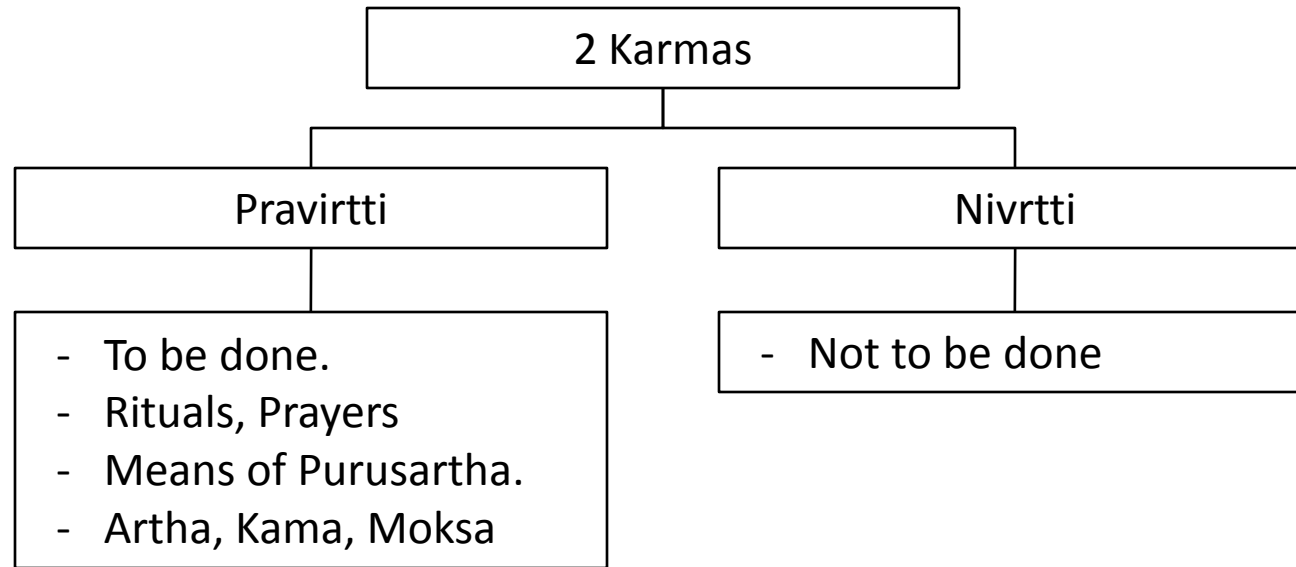 2 Karmas
Pravirtti
Nivrtti
- To be done.
- Rituals, Prayers
- Means of Purusartha.
- Artha, Kama, Moksa
- Not to be done